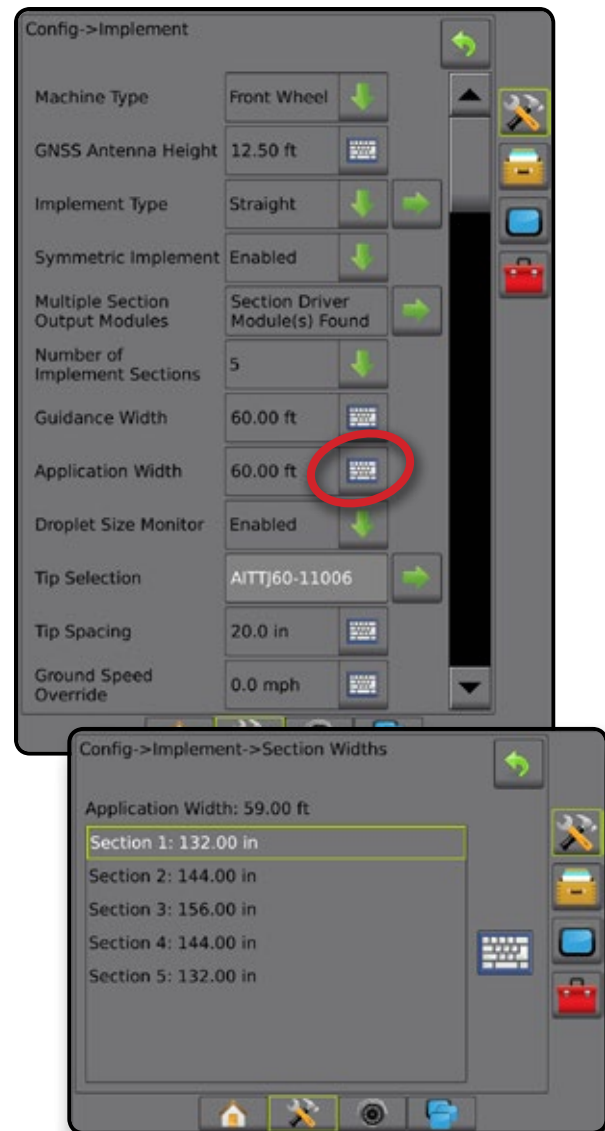 Config->Implement
Machine Type Front Wheel
GNSS Antenna Height 12.50 ft
Implement Type Straight
Symmetric Implement Enabled
Multiple Section
Output Modules
Section Driver
Module(s) Found
Number of
Implement Sections
5
Guidance Width 60.00 ft
Application Width 60.00 ft
Droplet Size Monitor Enabled
Tip Selection AITTJ60-11006
Tip Spacing 20.0 in
Ground Speed
Override
0.0 mph
Config->Implement->Section Widths
Application Width: 59.00 ft
Section 1: 132.00 in
Section 2: 144.00 in
Section 3: 156.00 in
Section 4: 144.00 in
Section 5: 132.00 in